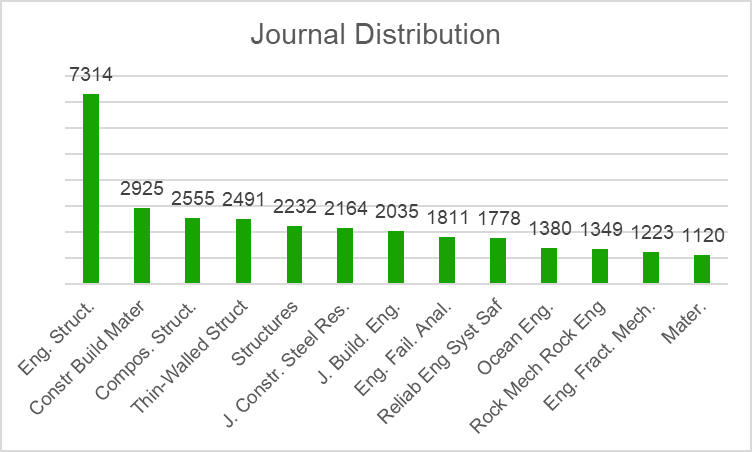 Journal Distribution
7314
2925
2555
2491
2232
2164
2035
1811
1778
1380
1349
1223
1120
Eng. Struct.
Constr Build Mater
Compos. Struct.
Thin-Walled Struct
Structures
J. Constr. Steel Res.
J. Build. Eng.
Eng. Fail. Anal.
Reliab Eng Syst Saf
Ocean Eng.
Rock Mech Rock Eng
Eng. Fract. Mech.
Mater.